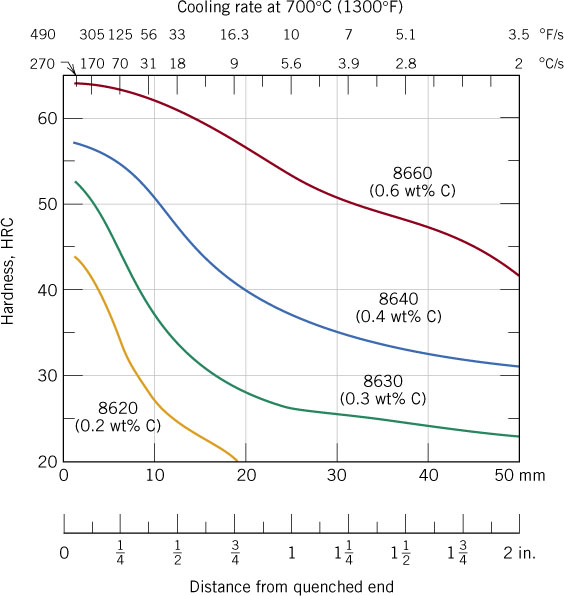 Cooling rate at 700°C (1300°F)
490 305 125 56 33 16.3 10 7 5.1 3.5 °F/s
270 170 70 31 18 9 5.6 3.9 2.8 2 °C/s
Hardness, HRC
60
50
40
30
20
8660
(0.6 wt% C)
8640
(0.4 wt% C)
8630
(0.3 wt% C)
8620
(0.2 wt% C)
0 10 20 30 40 50 mm
0 1/4 1/2 3/4 1 1 1/4 1 1/2 1 3/4 2 in.
Distance from quenched end